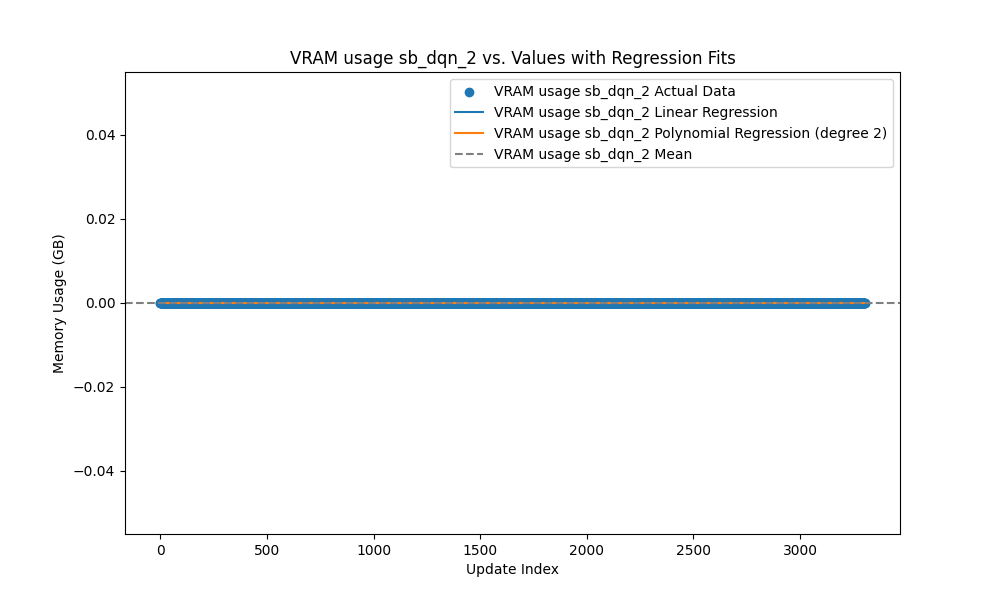 VRAM usage sb_dqn_2 vs. Values with Regression Fits
VRAM usage sb_dqn_2 Actual Data
VRAM usage sb_dqn_2 Linear Regression
VRAM usage sb_dqn_2 Polynomial Regression (degree 2)
VRAM usage sb_dqn_2 Mean
Memory Usage (GB)
0.04
0.02
0.00
−0.02
−0.04
0 500 1000 1500 2000 2500 3000
Update Index